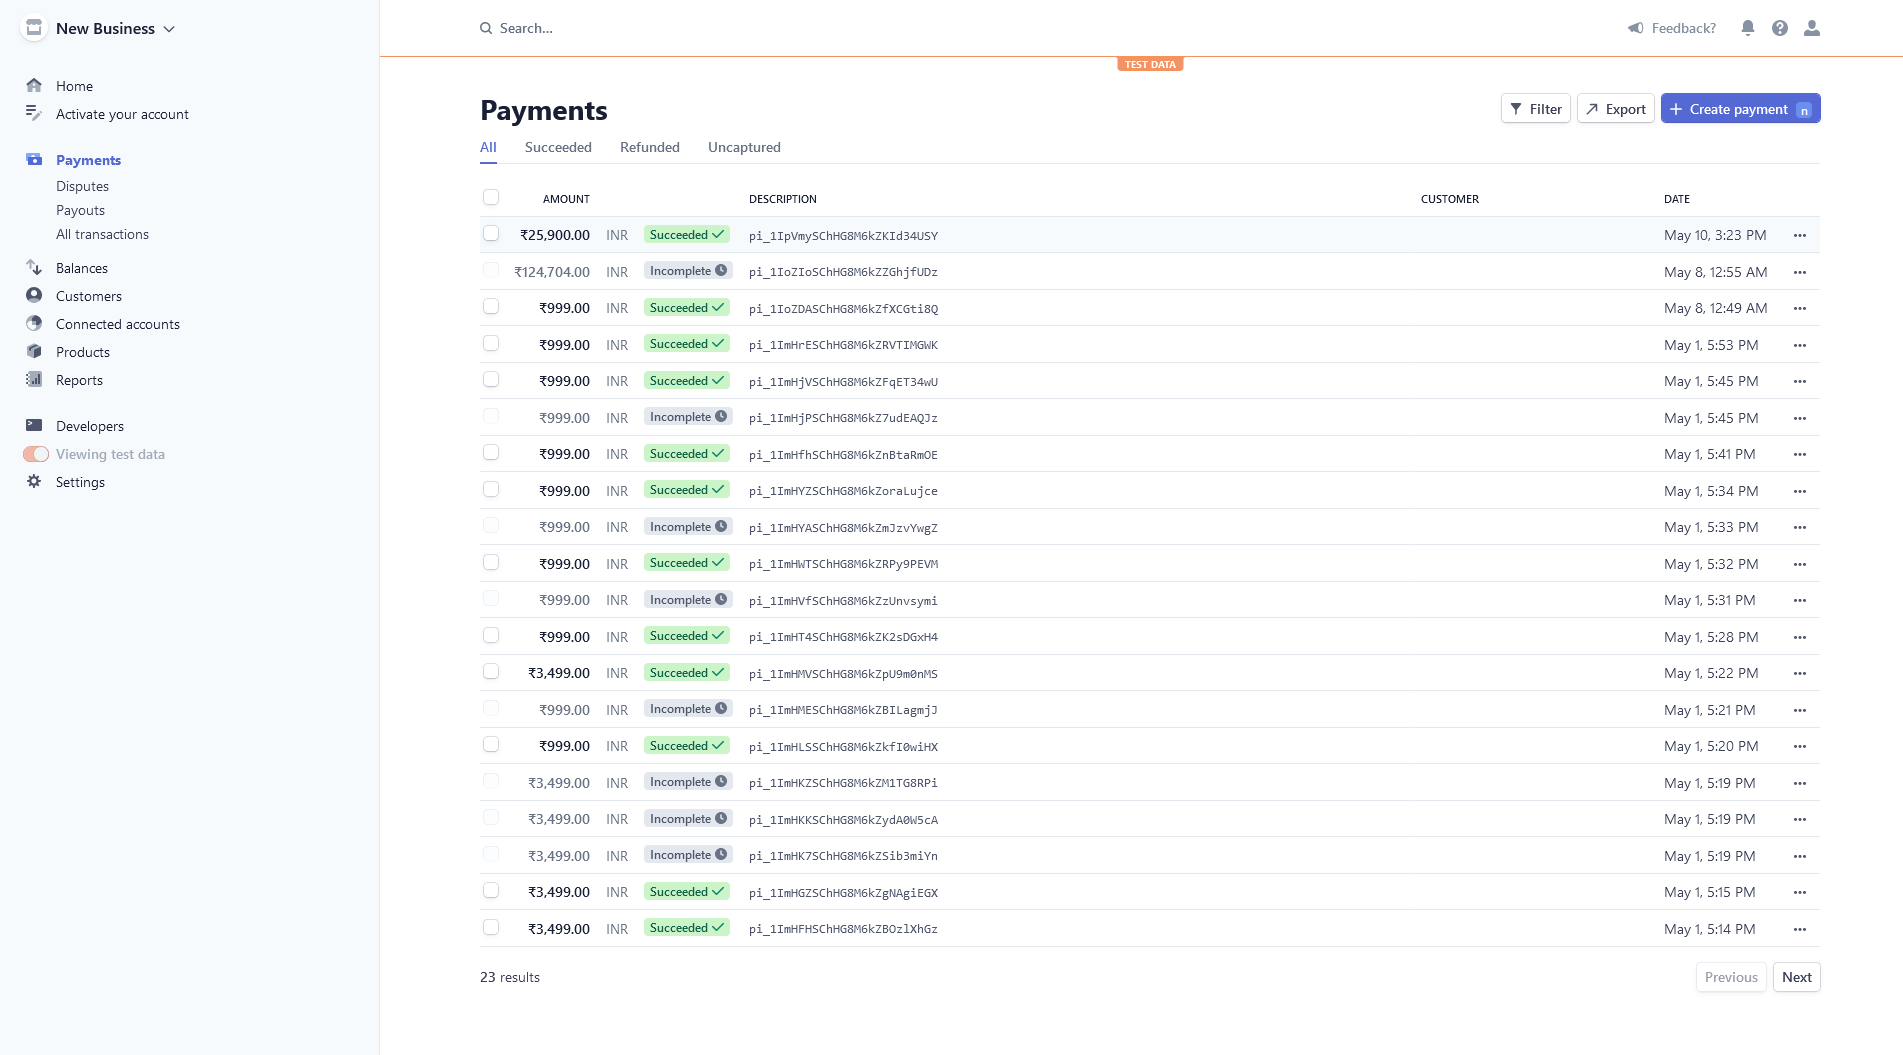 New Business
Search...
Feedback?
TEST DATA
Home
Activate your account
Payments
Disputes
Payouts
All transactions
Balances
Customers
Connected accounts
Products
Reports
Developers
Viewing test data
Settings
Payments
Filter
Export
Create payment n
All Succeeded Refunded Uncaptured
AMOUNT DESCRIPTION CUSTOMER DATE
₹25,900.00 INR Succeeded pi_1IpVmySChHG8M6kZKId34USY May 10, 3:23 PM
₹124,704.00 INR Incomplete pi_1IoZIoSChHG8M6kZZGhjfUDz May 8, 12:55 AM
₹999.00 INR Succeeded pi_1IoZDASChHG8M6kZfXCGti8Q May 8, 12:49 AM
₹999.00 INR Succeeded pi_1ImHrESChHG8M6kZRVTIMGWK May 1, 5:53 PM
₹999.00 INR Succeeded pi_1ImHjVSChHG8M6kZFqET34wU May 1, 5:45 PM
₹999.00 INR Incomplete pi_1ImHjPSChHG8M6kZ7udEAQJz May 1, 5:45 PM
₹999.00 INR Succeeded pi_1ImHfhSChHG8M6kZnBtaRmOE May 1, 5:41 PM
₹999.00 INR Succeeded pi_1ImHYZSChHG8M6kZoraLujce May 1, 5:34 PM
₹999.00 INR Incomplete pi_1ImHYASChHG8M6kZmJzvYwgZ May 1, 5:33 PM
₹999.00 INR Succeeded pi_1ImHWTSChHG8M6kZRPy9PEVM May 1, 5:32 PM
₹999.00 INR Incomplete pi_1ImHVfSChHG8M6kZzUnvsymi May 1, 5:31 PM
₹999.00 INR Succeeded pi_1ImHT4SChHG8M6kZK2sDGxH4 May 1, 5:28 PM
₹3,499.00 INR Succeeded pi_1ImHMVSChHG8M6kZpU9m0nMS May 1, 5:22 PM
₹999.00 INR Incomplete pi_1ImHMESChHG8M6kZBILagmjJ May 1, 5:21 PM
₹999.00 INR Succeeded pi_1ImHLSSChHG8M6kZkfI0wiHX May 1, 5:20 PM
₹3,499.00 INR Incomplete pi_1ImHKZSChHG8M6kZM1TG8RPi May 1, 5:19 PM
₹3,499.00 INR Incomplete pi_1ImHKKSChHG8M6kZydA0W5cA May 1, 5:19 PM
₹3,499.00 INR Incomplete pi_1ImHK7SChHG8M6kZSib3miYn May 1, 5:19 PM
₹3,499.00 INR Succeeded pi_1ImHGZSChHG8M6kZgNAgiEGX May 1, 5:15 PM
₹3,499.00 INR Succeeded pi_1ImHFHSChHG8M6kZBOzlXhGz May 1, 5:14 PM
23 results
Previous Next